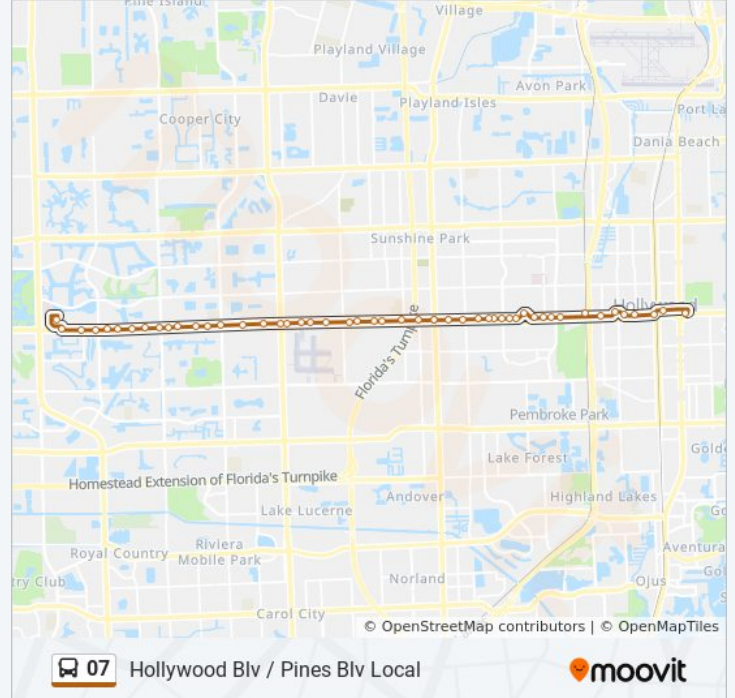 Pine Island
Village
Playland Village
Avon Park
Davie
Playland Isles
Port La
Cooper City
Dania Beach
Sunshine Park
Hollywood
Florida's Turnpike
Pembroke Park
Golde
Lake Forest
Homestead Extension of Florida's Turnpike
Andover
Highland Lakes
Lake Lucerne
Go
Riviera
Mobile Park
Royal Country
Aventura
Gol
try Club
Norland
Ojus
S
Carol City
© OpenStreetMap contributors | © OpenMapTiles
07 Hollywood Blv / Pines Blv Local
moovit